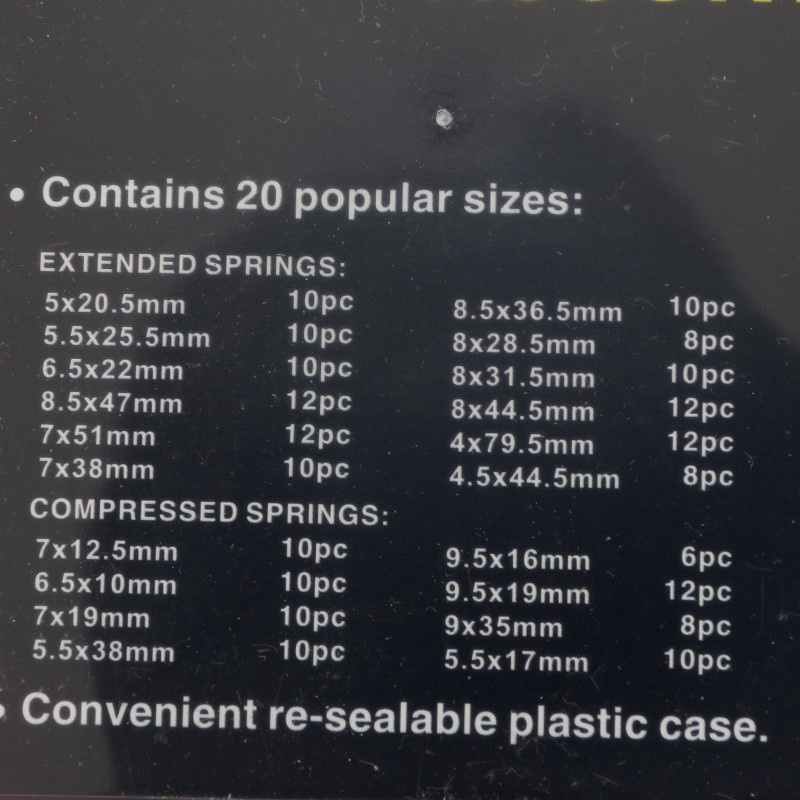 • Contains 20 popular sizes:
EXTENDED SPRINGS:
5x20.5mm 10pc 8.5x36.5mm 10pc
5.5x25.5mm 10pc 8x28.5mm 8pc
6.5x22mm 10pc 8x31.5mm 10pc
8.5x47mm 12pc 8x44.5mm 12pc
7x51mm 12pc 4x79.5mm 12pc
7x38mm 10pc 4.5x44.5mm 8pc
COMPRESSED SPRINGS:
7x12.5mm 10pc 9.5x16mm 6pc
6.5x10mm 10pc 9.5x19mm 12pc
7x19mm 10pc 9x35mm 8pc
5.5x38mm 10pc 5.5x17mm 10pc
• Convenient re-sealable plastic case.